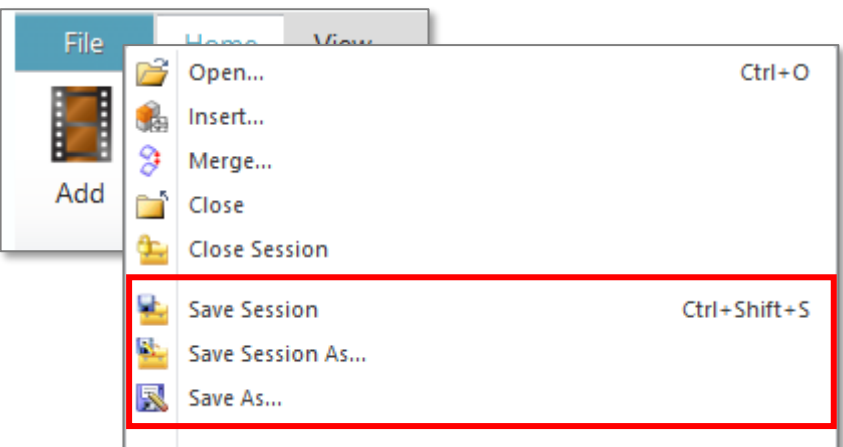 File Home View
Add
Open... Ctrl+O
Insert...
Merge...
Close
Close Session
Save Session Ctrl+Shift+S
Save Session As...
Save As...